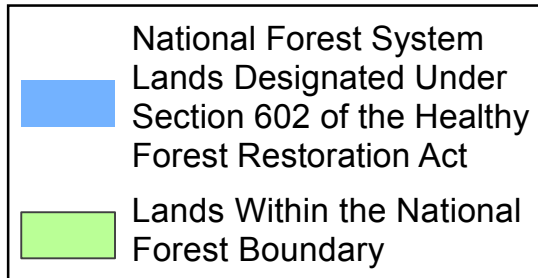 National Forest System
Lands Designated Under
Section 602 of the Healthy
Forest Restoration Act
Lands Within the National
Forest Boundary